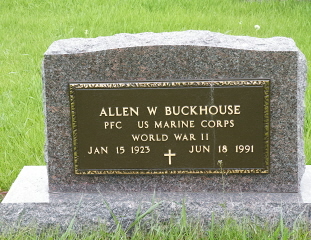 ALLEN W BUCKHOUSE
PFC US MARINE CORPS
WORLD WAR II
JAN 15 1923 JUN 18 1991